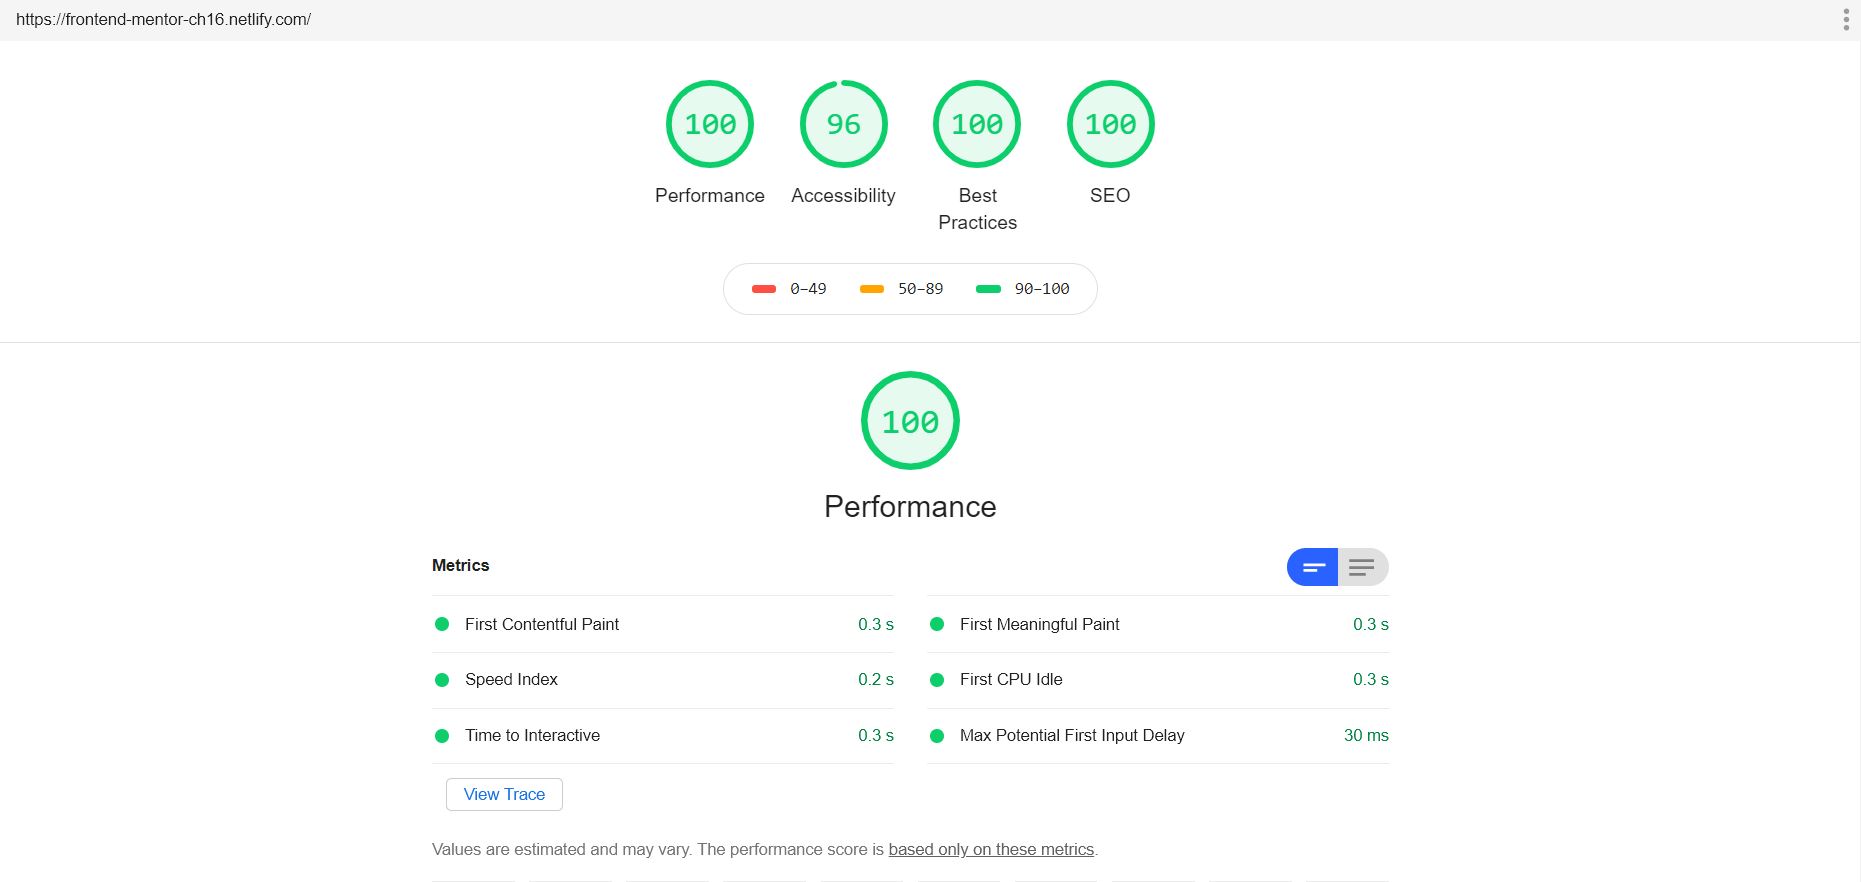 https://frontend-mentor-ch16.netlify.com/
100 96 100 100
Performance Accessibility Best Practices SEO
0–49 50–89 90–100
100
Performance
Metrics
First Contentful Paint 0.3 s
First Meaningful Paint 0.3 s
Speed Index 0.2 s
First CPU Idle 0.3 s
Time to Interactive 0.3 s
Max Potential First Input Delay 30 ms
View Trace
Values are estimated and may vary. The performance score is based only on these metrics.